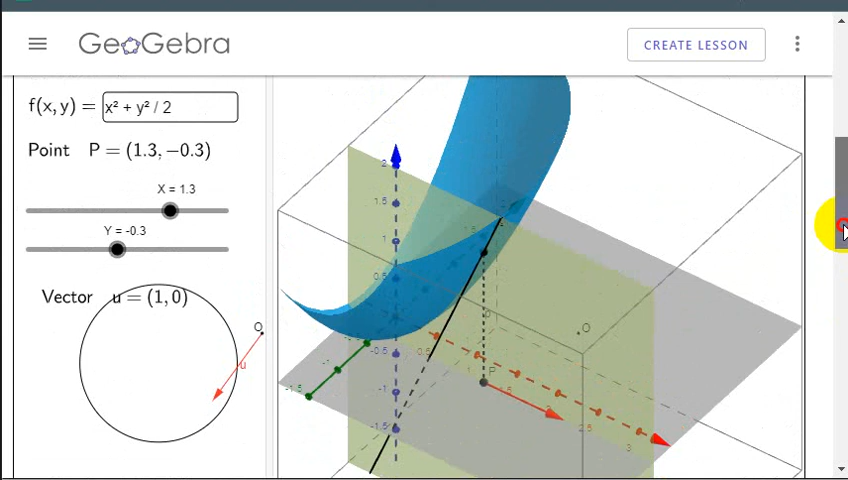 GeoGebra
CREATE LESSON
f(x,y) = x² + y² / 2
Point P = (1.3, −0.3)
X = 1.3
Y = -0.3
Vector u = (1,0)
O
u
2
1.5
1
0.5
-0.5
-1
-1.5
-1
-1.5
0
0.5
1
1.5
2
2.5
3
P
O